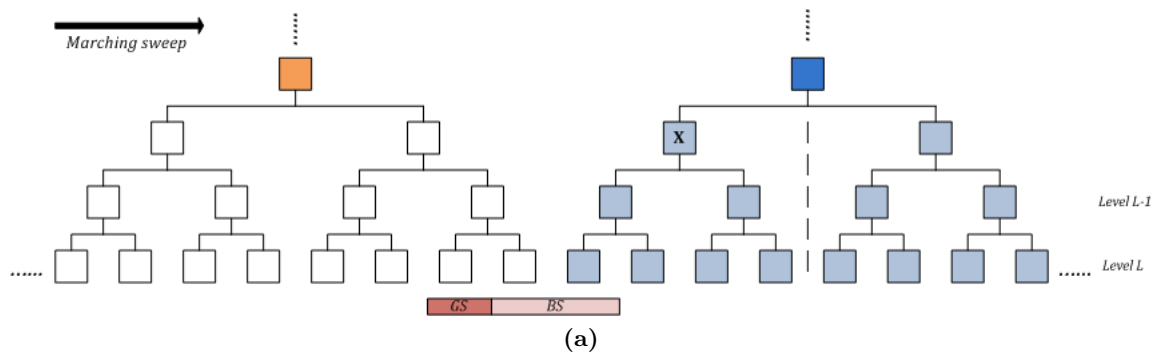 Marching sweep
X
Level L-1
...... ...... Level L
GS BS
(a)